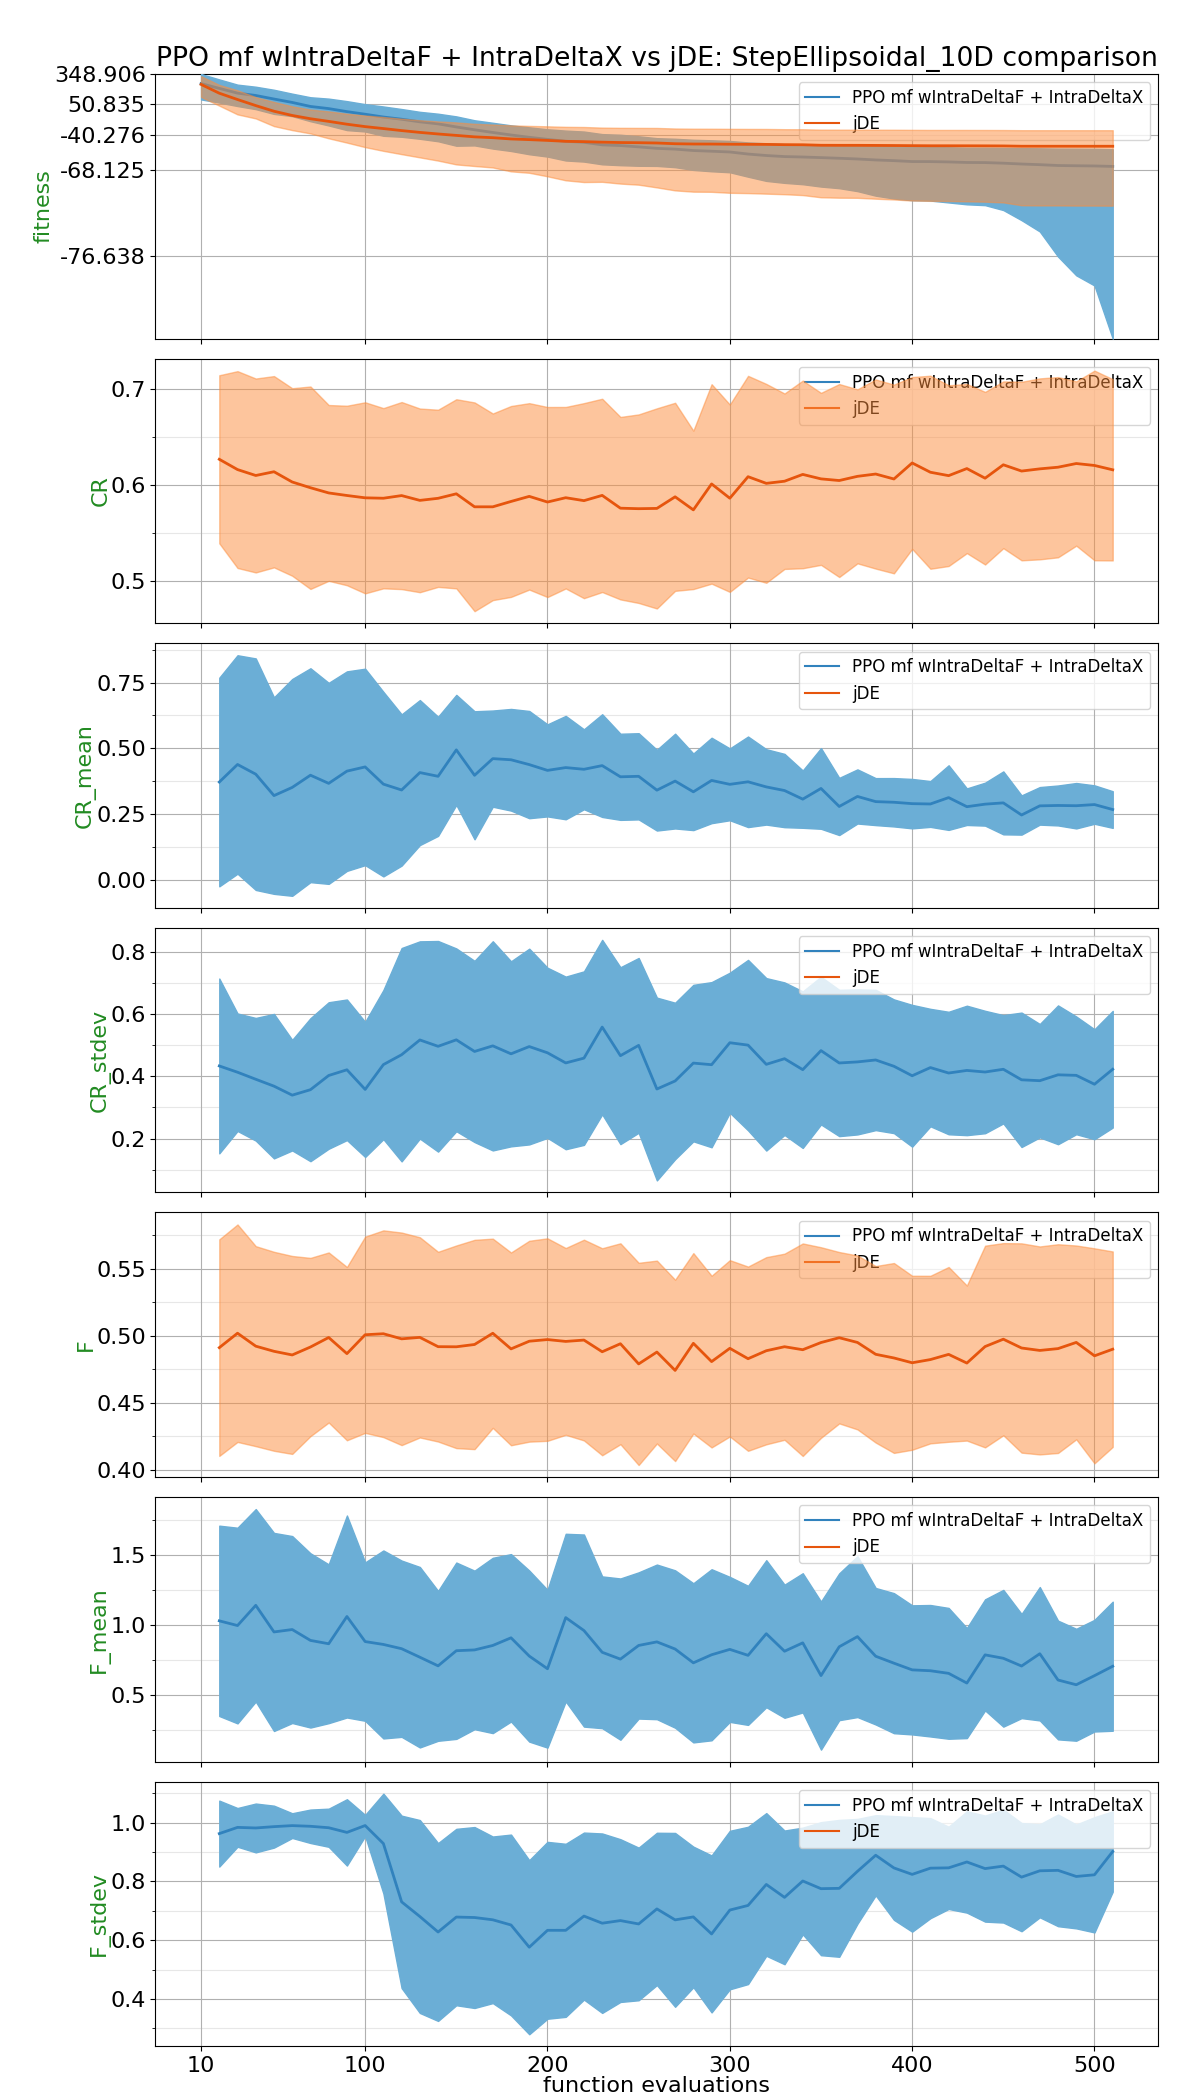 PPO mf wIntraDeltaF + IntraDeltaX vs jDE: StepEllipsoidal_10D comparison
348.906
50.835
-40.276
-68.125
-76.638
fitness
PPO mf wIntraDeltaF + IntraDeltaX
jDE
0.7
0.6
0.5
CR
PPO mf wIntraDeltaF + IntraDeltaX
jDE
0.75
0.50
0.25
0.00
CR_mean
PPO mf wIntraDeltaF + IntraDeltaX
jDE
0.8
0.6
0.4
0.2
CR_stdev
PPO mf wIntraDeltaF + IntraDeltaX
jDE
0.55
0.50
0.45
0.40
F
PPO mf wIntraDeltaF + IntraDeltaX
jDE
1.5
1.0
0.5
F_mean
PPO mf wIntraDeltaF + IntraDeltaX
jDE
1.0
0.8
0.6
0.4
F_stdev
PPO mf wIntraDeltaF + IntraDeltaX
jDE
10 100 200 300 400 500
function evaluations